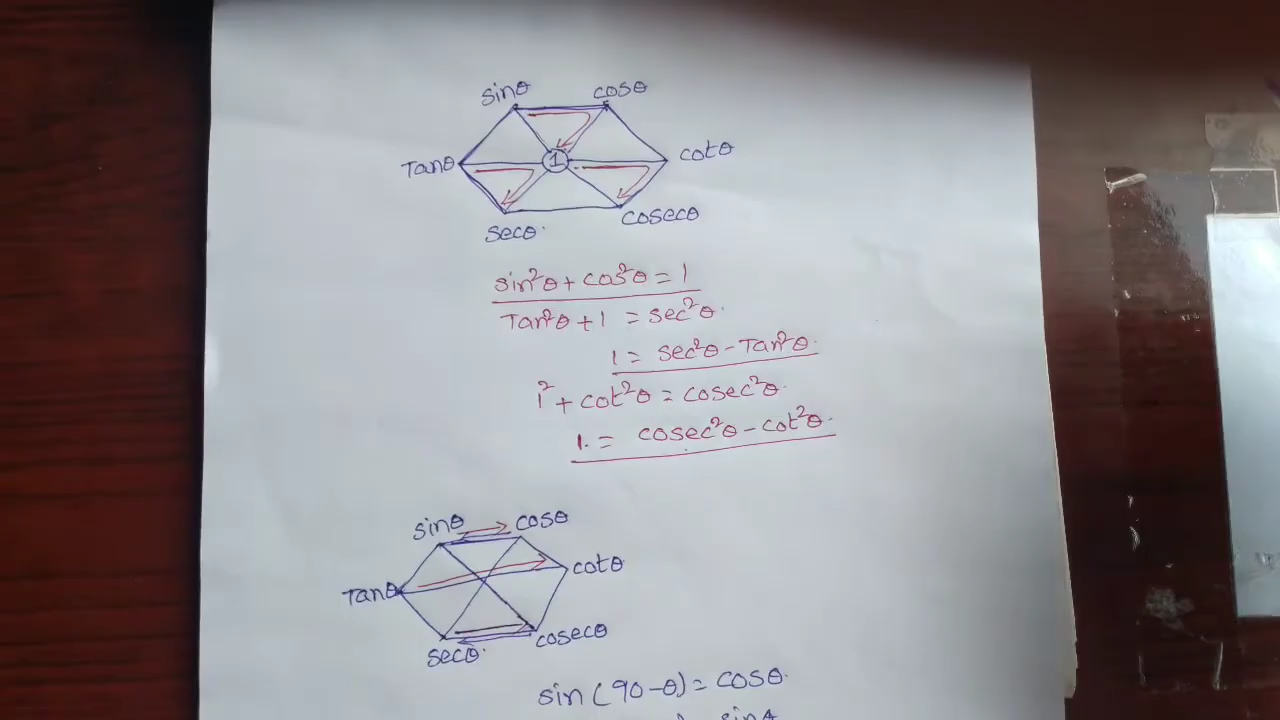 sinθ cosθ
Tanθ 1 cotθ
secθ cosecθ
sin²θ + cos²θ = 1
Tan²θ + 1 = sec²θ.
1 = sec²θ - Tan²θ.
1² + cot²θ = cosec²θ.
1. = cosec²θ - cot²θ.
sinθ cosθ
Tanθ cotθ
secθ. cosecθ
sin (90-θ) = cosθ.
sinθ